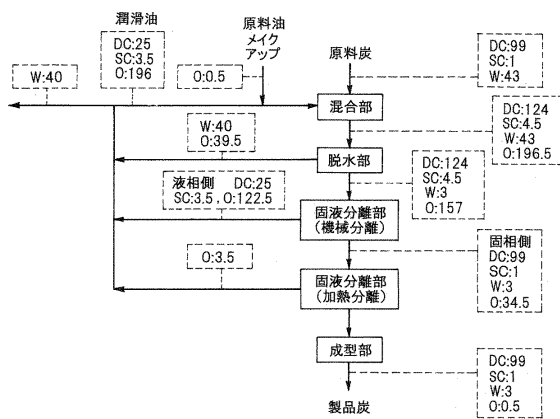 潤滑油
DC:25
SC:3.5
O:196
W:40
原料油
メイク
アップ
O:0.5
原料炭
DC:99
SC:1
W:43
混合部
DC:124
SC:4.5
W:43
O:196.5
W:40
O:39.5
脱水部
DC:124
SC:4.5
W:3
O:157
液相側 DC:25
SC:3.5 , O:122.5
固液分離部
(機械分離)
固相側
DC:99
SC:1
W:3
O:34.5
O:3.5
固液分離部
(加熱分離)
成型部
DC:99
SC:1
W:3
O:0.5
製品炭